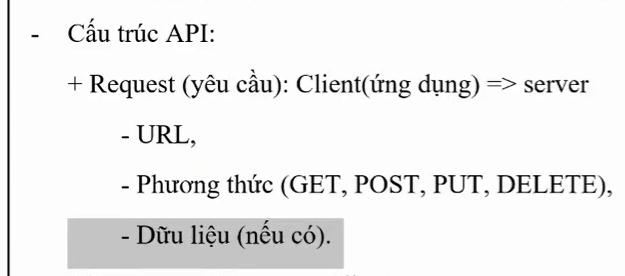 - Cấu trúc API:
+ Request (yêu cầu): Client(ứng dụng) => server
- URL,
- Phương thức (GET, POST, PUT, DELETE),
- Dữu liệu (nếu có).